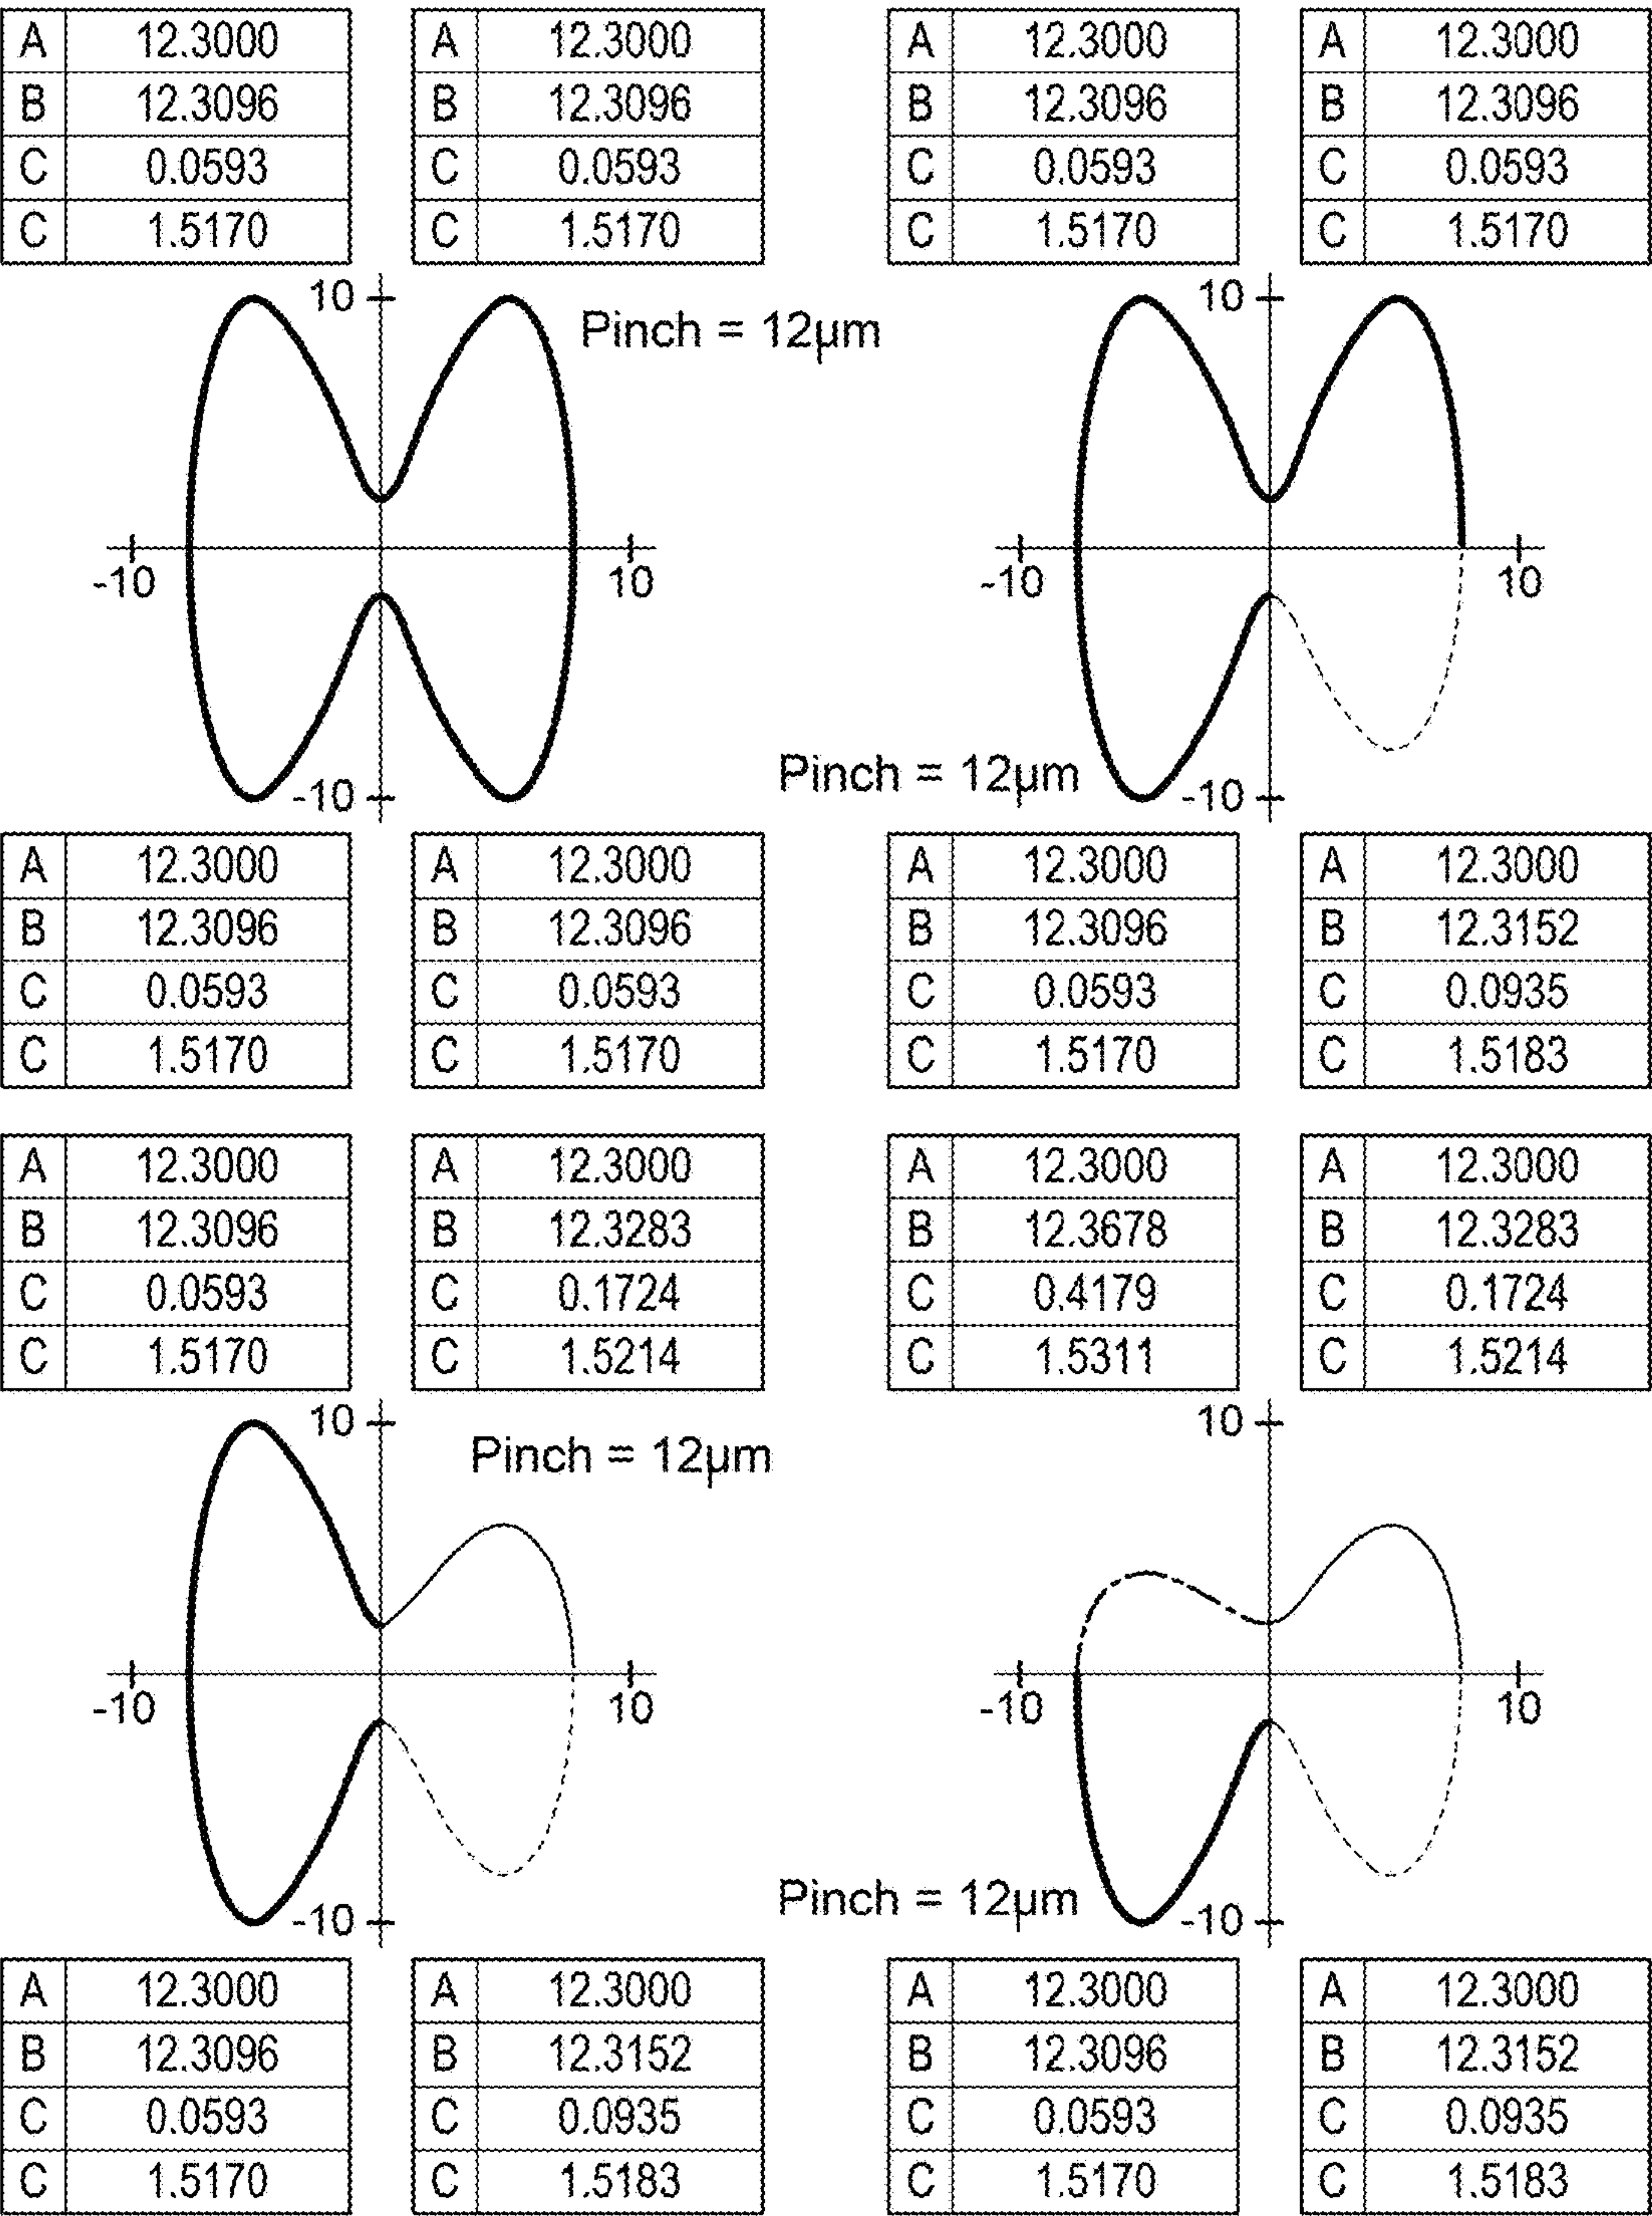 A 12.3000 A 12.3000 A 12.3000 A 12.3000
B 12.3096 B 12.3096 B 12.3096 B 12.3096
C 0.0593 C 0.0593 C 0.0593 C 0.0593
C 1.5170 C 1.5170 C 1.5170 C 1.5170
10 10
Pinch = 12µm
-10 10 -10 10
Pinch = 12µm
-10 -10
A 12.3000 A 12.3000 A 12.3000 A 12.3000
B 12.3096 B 12.3096 B 12.3096 B 12.3152
C 0.0593 C 0.0593 C 0.0593 C 0.0935
C 1.5170 C 1.5170 C 1.5170 C 1.5183
A 12.3000 A 12.3000 A 12.3000 A 12.3000
B 12.3096 B 12.3283 B 12.3678 B 12.3283
C 0.0593 C 0.1724 C 0.4179 C 0.1724
C 1.5170 C 1.5214 C 1.5311 C 1.5214
10 10
Pinch = 12µm
-10 10 -10 10
Pinch = 12µm
-10 -10
A 12.3000 A 12.3000 A 12.3000 A 12.3000
B 12.3096 B 12.3152 B 12.3096 B 12.3152
C 0.0593 C 0.0935 C 0.0593 C 0.0935
C 1.5170 C 1.5183 C 1.5170 C 1.5183